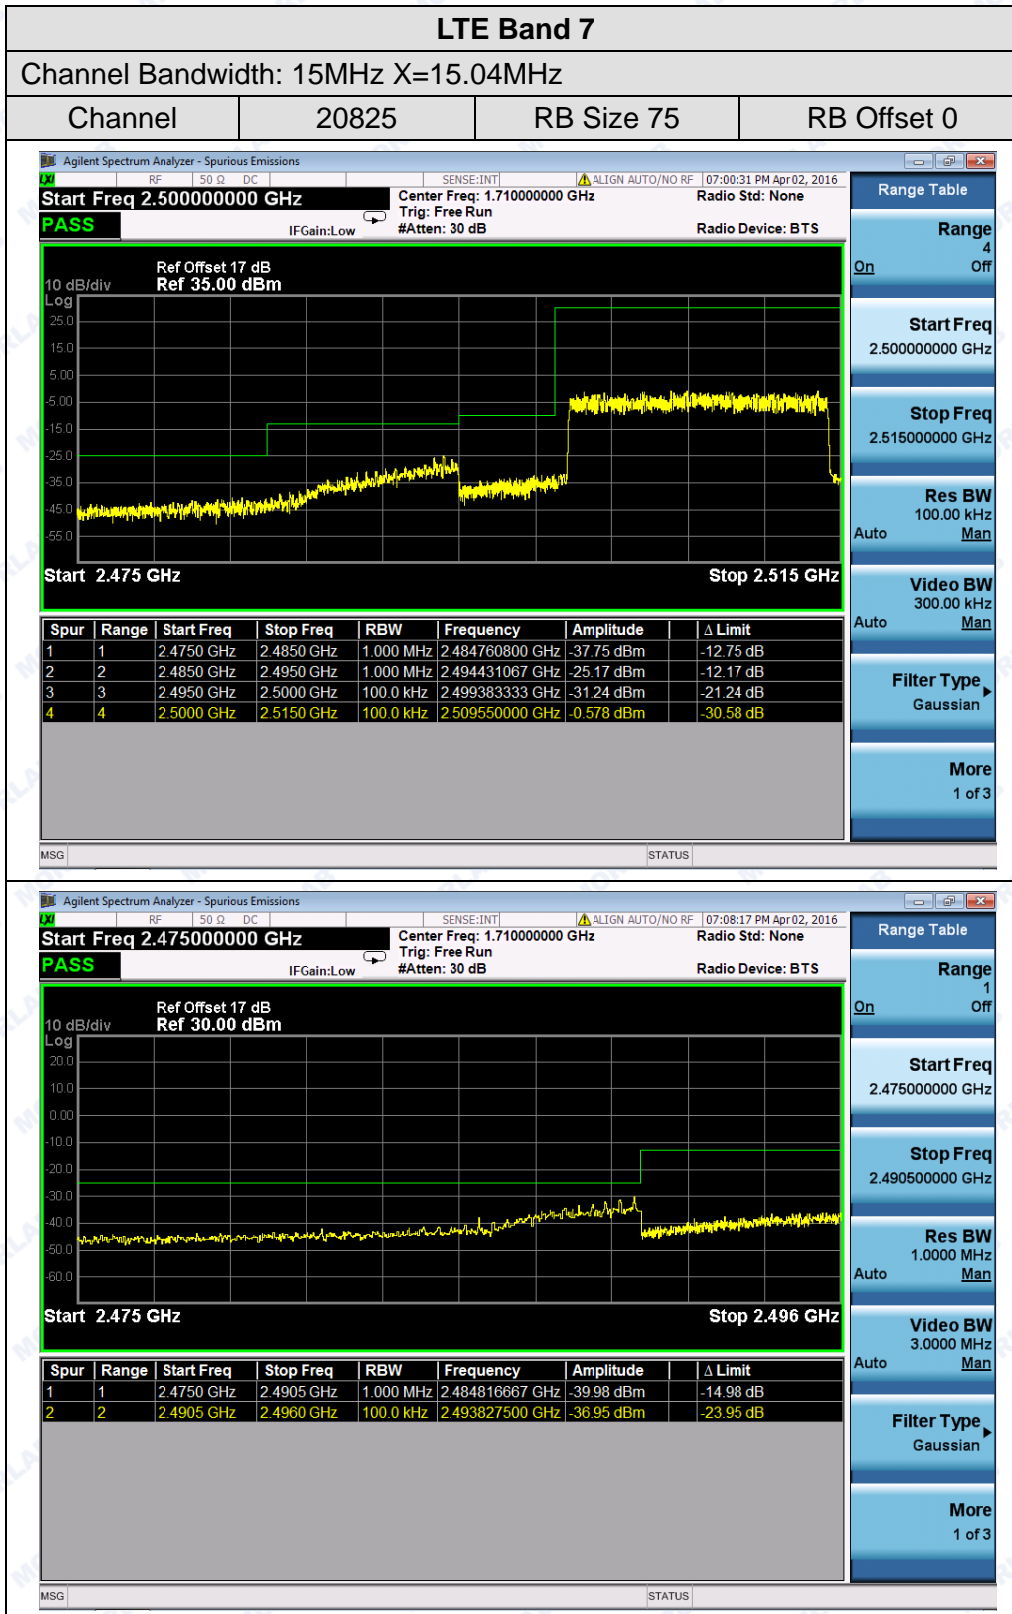 LTE Band 7
Channel Bandwidth: 15MHz X=15.04MHz
Channel 20825 RB Size 75 RB Offset 0
Agilent Spectrum Analyzer - Spurious Emissions
LXI RF 50 Ω DC SENSE:INT ALIGN AUTO/NO RF 07:00:31 PM Apr 02, 2016
Start Freq 2.500000000 GHz Center Freq: 1.710000000 GHz Radio Std: None
Trig: Free Run
PASS IFGain:Low #Atten: 30 dB Radio Device: BTS
Ref Offset 17 dB
10 dB/div Ref 35.00 dBm
Log
25.0
15.0
5.00
-5.00
-15.0
-25.0
-35.0
-45.0
-55.0
Start 2.475 GHz Stop 2.515 GHz
Spur Range Start Freq Stop Freq RBW Frequency Amplitude Δ Limit
1 1 2.4750 GHz 2.4850 GHz 1.000 MHz 2.484760800 GHz -37.75 dBm -12.75 dB
2 2 2.4850 GHz 2.4950 GHz 1.000 MHz 2.494431067 GHz -25.17 dBm -12.17 dB
3 3 2.4950 GHz 2.5000 GHz 100.0 kHz 2.499383333 GHz -31.24 dBm -21.24 dB
4 4 2.5000 GHz 2.5150 GHz 100.0 kHz 2.509550000 GHz -0.578 dBm -30.58 dB
MSG STATUS
Range Table
Range
4
On Off
Start Freq
2.500000000 GHz
Stop Freq
2.515000000 GHz
Res BW
100.00 kHz
Auto Man
Video BW
300.00 kHz
Auto Man
Filter Type
Gaussian
More
1 of 3
Agilent Spectrum Analyzer - Spurious Emissions
LXI RF 50 Ω DC SENSE:INT ALIGN AUTO/NO RF 07:08:17 PM Apr 02, 2016
Start Freq 2.475000000 GHz Center Freq: 1.710000000 GHz Radio Std: None
Trig: Free Run
PASS IFGain:Low #Atten: 30 dB Radio Device: BTS
Ref Offset 17 dB
10 dB/div Ref 30.00 dBm
Log
20.0
10.0
0.00
-10.0
-20.0
-30.0
-40.0
-50.0
-60.0
Start 2.475 GHz Stop 2.496 GHz
Spur Range Start Freq Stop Freq RBW Frequency Amplitude Δ Limit
1 1 2.4750 GHz 2.4905 GHz 1.000 MHz 2.484816667 GHz -39.98 dBm -14.98 dB
2 2 2.4905 GHz 2.4960 GHz 100.0 kHz 2.493827500 GHz -36.95 dBm -23.95 dB
MSG STATUS
Range Table
Range
1
On Off
Start Freq
2.475000000 GHz
Stop Freq
2.490500000 GHz
Res BW
1.0000 MHz
Auto Man
Video BW
3.0000 MHz
Auto Man
Filter Type
Gaussian
More
1 of 3